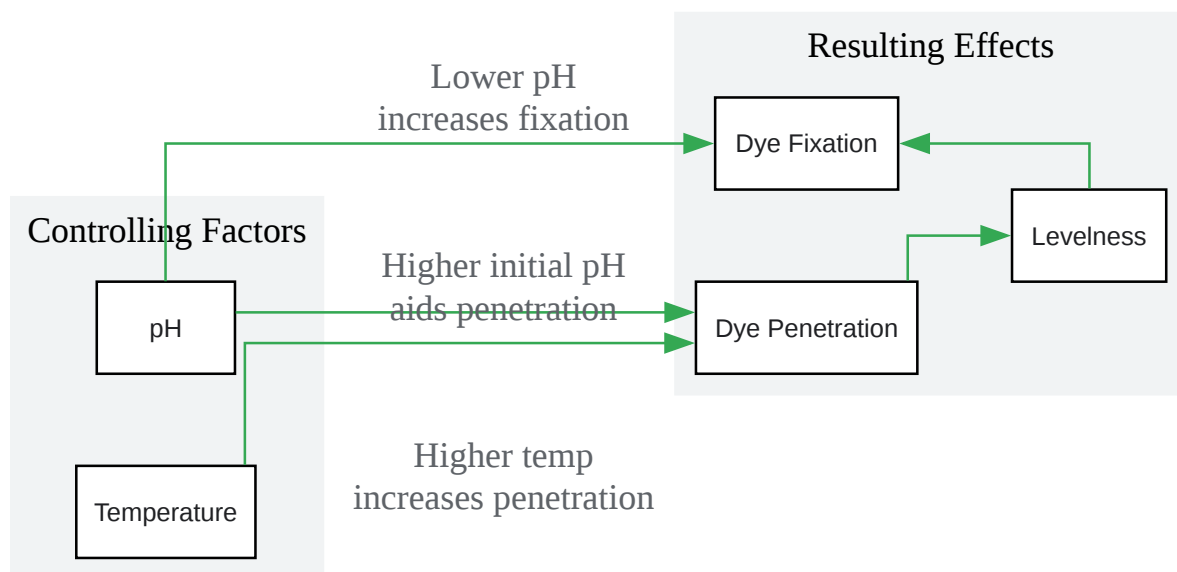 Resulting Effects
Lower pH
increases fixation
Dye Fixation
Controlling Factors
Levelness
Higher initial pH
aids penetration
pH
Dye Penetration
Higher temp
increases penetration
Temperature